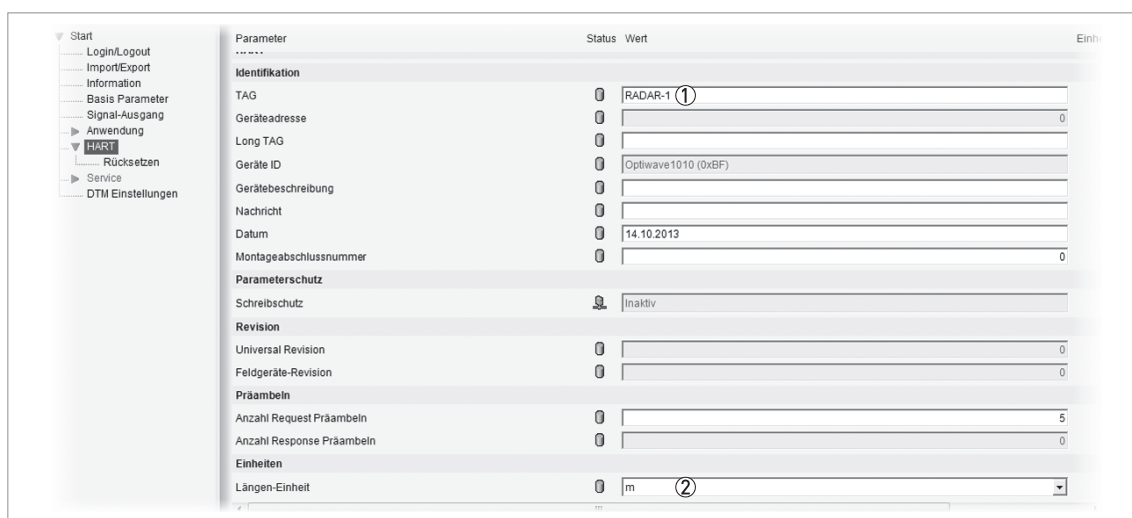 Start
Login/Logout
Import/Export
Information
Basis Parameter
Signal-Ausgang
Anwendung
HART
Rücksetzen
Service
DTM Einstellungen
Parameter Status Wert
Identifikation
TAG RADAR-1 ①
Geräteadresse 0
Long TAG
Geräte ID Optiwave1010 (0xBF)
Gerätebeschreibung
Nachricht
Datum 14.10.2013
Montageabschlussnummer 0
Parameterschutz
Schreibschutz Inaktiv
Revision
Universal Revision 0
Feldgeräte-Revision 0
Präambeln
Anzahl Request Präambeln 5
Anzahl Response Präambeln 0
Einheiten
Längen-Einheit m ②